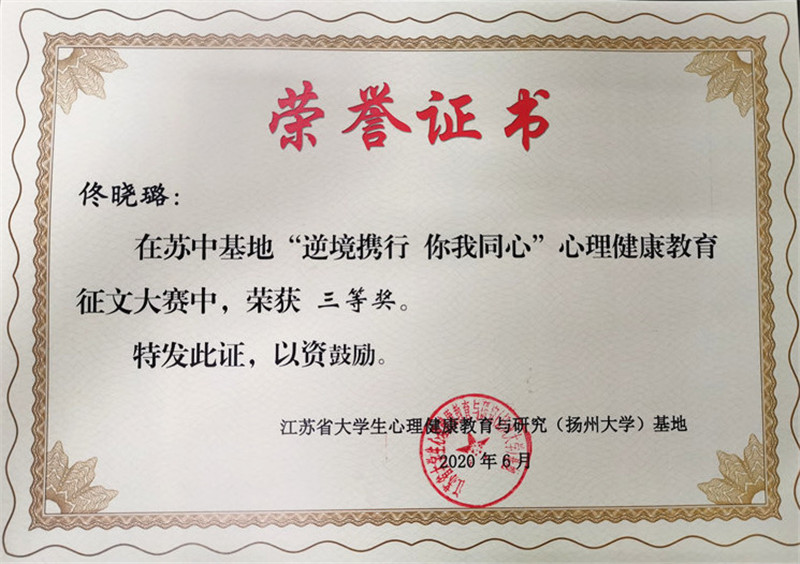 荣誉证书
佟晓璐：
在苏中基地“逆境携行 你我同心”心理健康教育
征文大赛中，荣获 三等奖。
特发此证，以资鼓励。
江苏省大学生心理健康教育与研究（扬州大学）基地
2020年6月